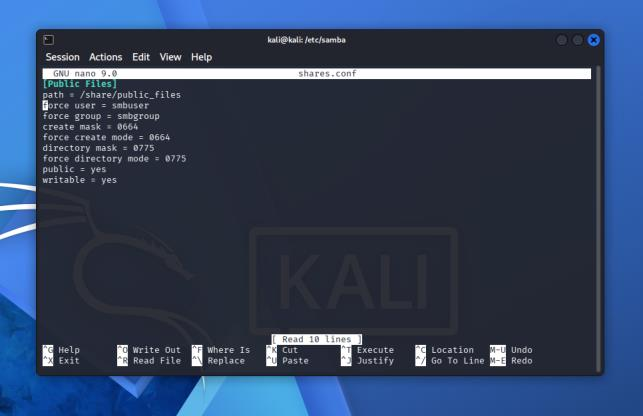 kali@kali: /etc/samba
Session Actions Edit View Help
GNU nano 9.0 shares.conf
[Public Files]
path = /share/public_files
force user = smbuser
force group = smbgroup
create mask = 0664
force create mode = 0664
directory mask = 0775
force directory mode = 0775
public = yes
writable = yes
KALI
[ Read 10 lines ]
^G Help ^O Write Out ^F Where Is ^K Cut ^T Execute ^C Location M-U Undo
^X Exit ^R Read File ^\ Replace ^U Paste ^J Justify ^/ Go To Line M-E Redo